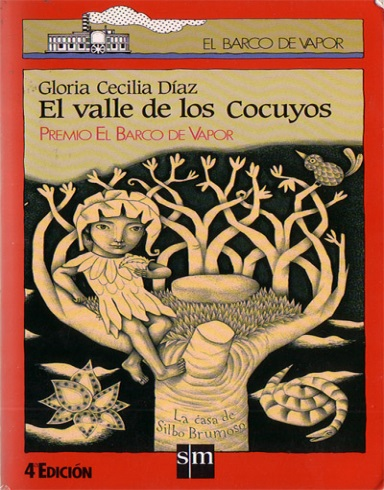 EL BARCO DE VAPOR
Gloria Cecilia Díaz
El valle de los Cocuyos
PREMIO EL BARCO DE VAPOR
La casa de
Silbo Brumoso
sm
4ª EDICIÓN